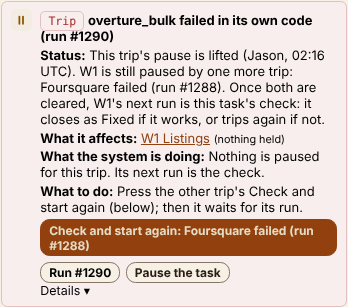 Trip overture_bulk failed in its own code
(run #1290)
Status: This trip's pause is lifted (Jason, 02:16
UTC). W1 is still paused by one more trip:
Foursquare failed (run #1288). Once both are
cleared, W1's next run is this task's check: it
closes as Fixed if it works, or trips again if not.
What it affects: W1 Listings (nothing held)
What the system is doing: Nothing is paused
for this trip. Its next run is the check.
What to do: Press the other trip's Check and
start again (below); then it waits for its run.
Check and start again: Foursquare failed (run
#1288)
Run #1290 Pause the task
Details ▾